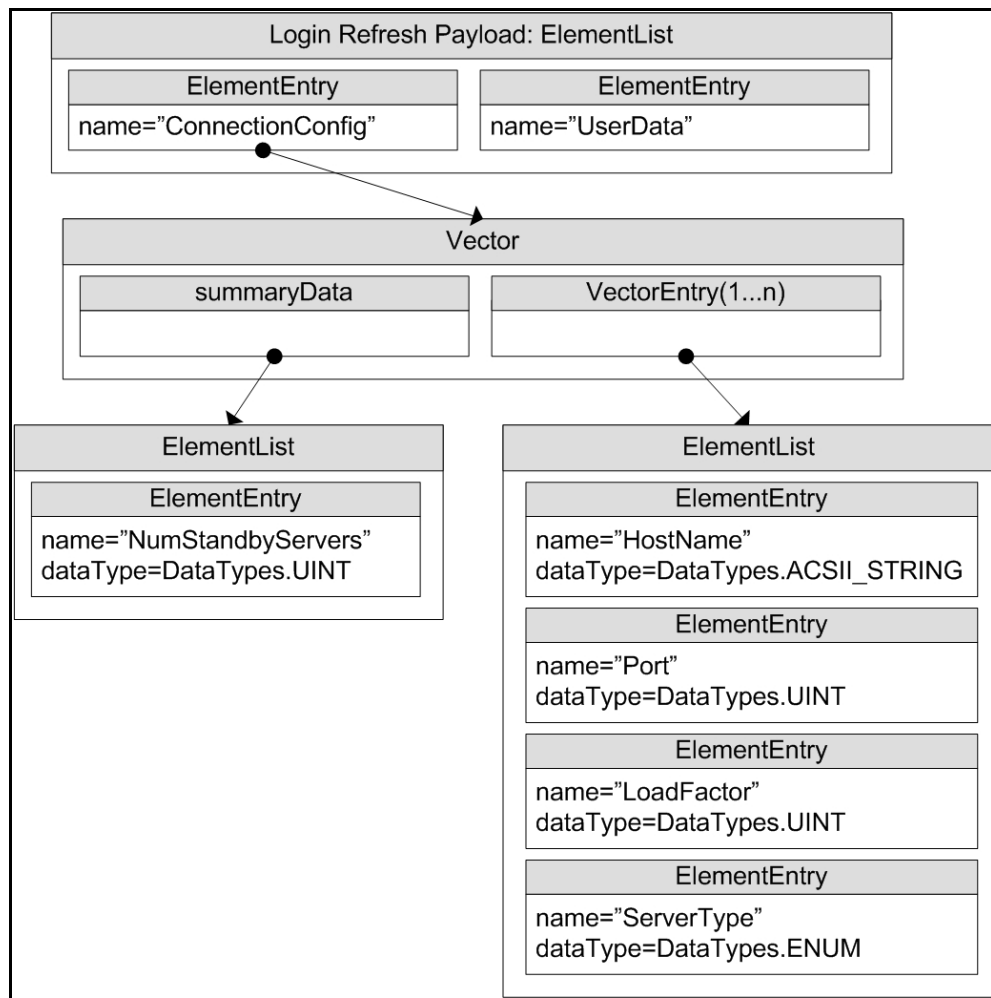 Login Refresh Payload: ElementList
ElementEntry
name=”ConnectionConfig”
ElementEntry
name=”UserData”
Vector
summaryData
VectorEntry(1...n)
ElementList
ElementEntry
name=”NumStandbyServers”
dataType=DataTypes.UINT
ElementList
ElementEntry
name=”HostName”
dataType=DataTypes.ACSII_STRING
ElementEntry
name=”Port”
dataType=DataTypes.UINT
ElementEntry
name=”LoadFactor”
dataType=DataTypes.UINT
ElementEntry
name=”ServerType”
dataType=DataTypes.ENUM